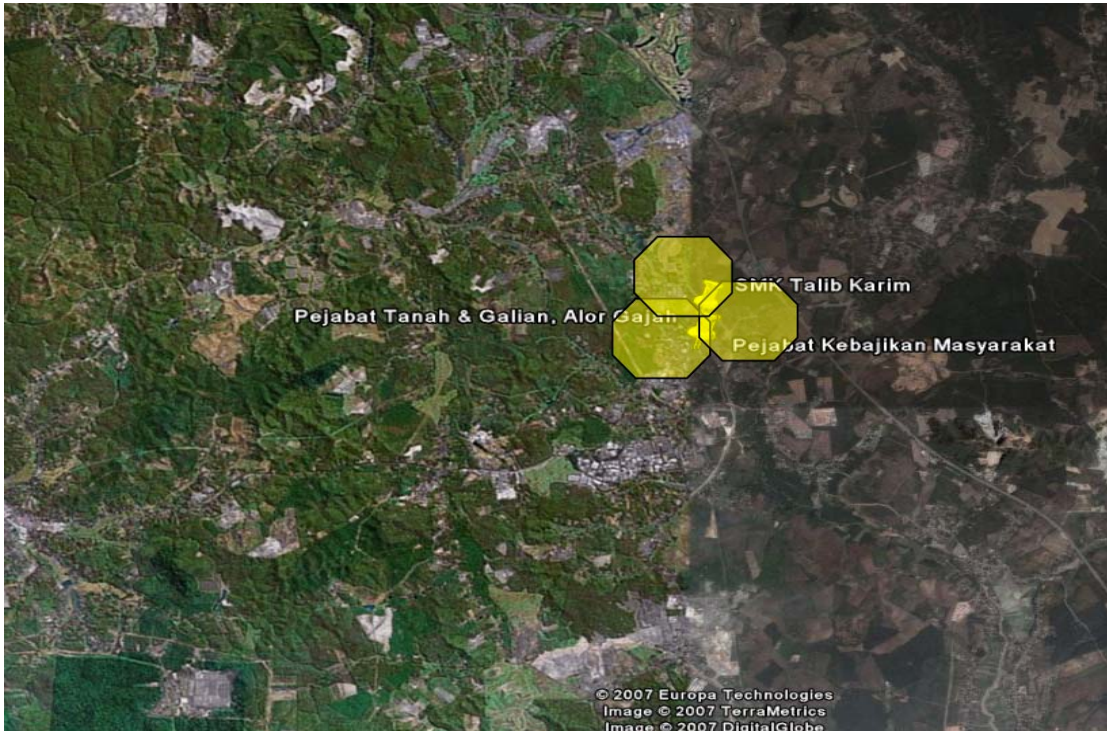 SMK Talib Karim
Pejabat Tanah & Galian, Alor Gajah
Pejabat Kebajikan Masyarakat
© 2007 Europa Technologies
Image © 2007 TerraMetrics
Image © 2007 DigitalGlobe